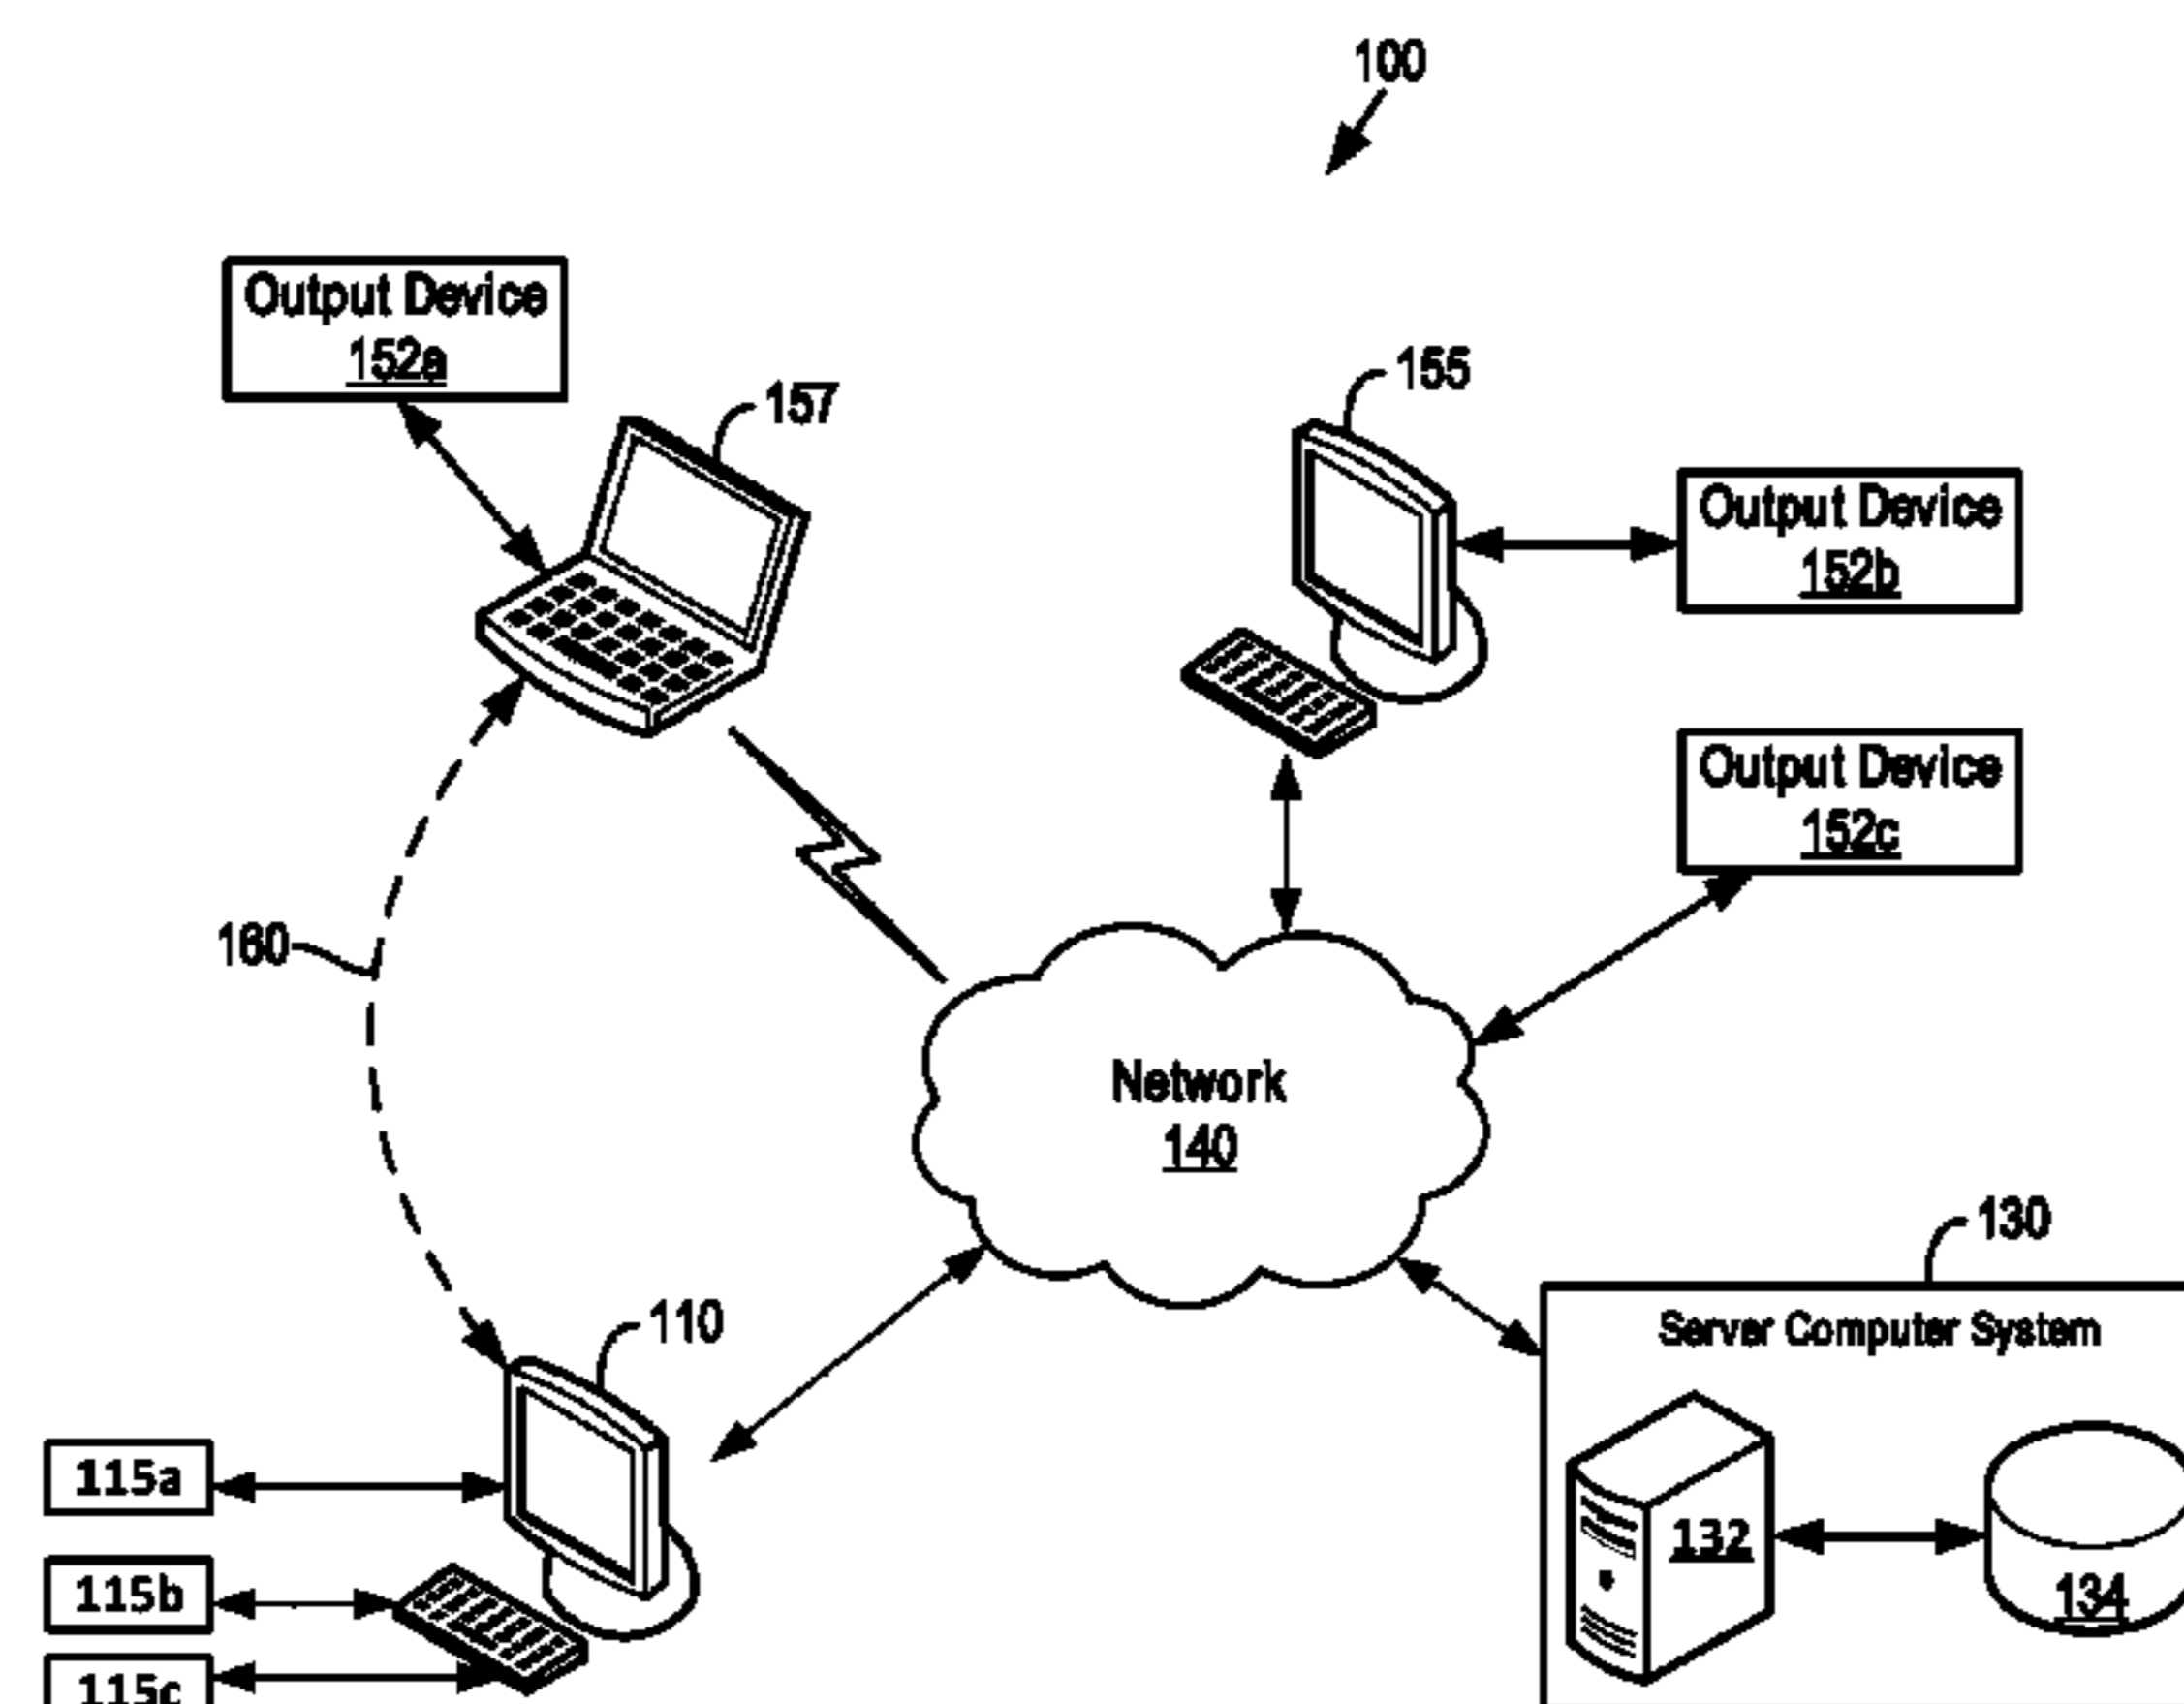 100
Output Device
152a
157
155
Output Device
152b
Output Device
152c
160
Network
140
130
Server Computer System
110
115a
132
115b
134
115c